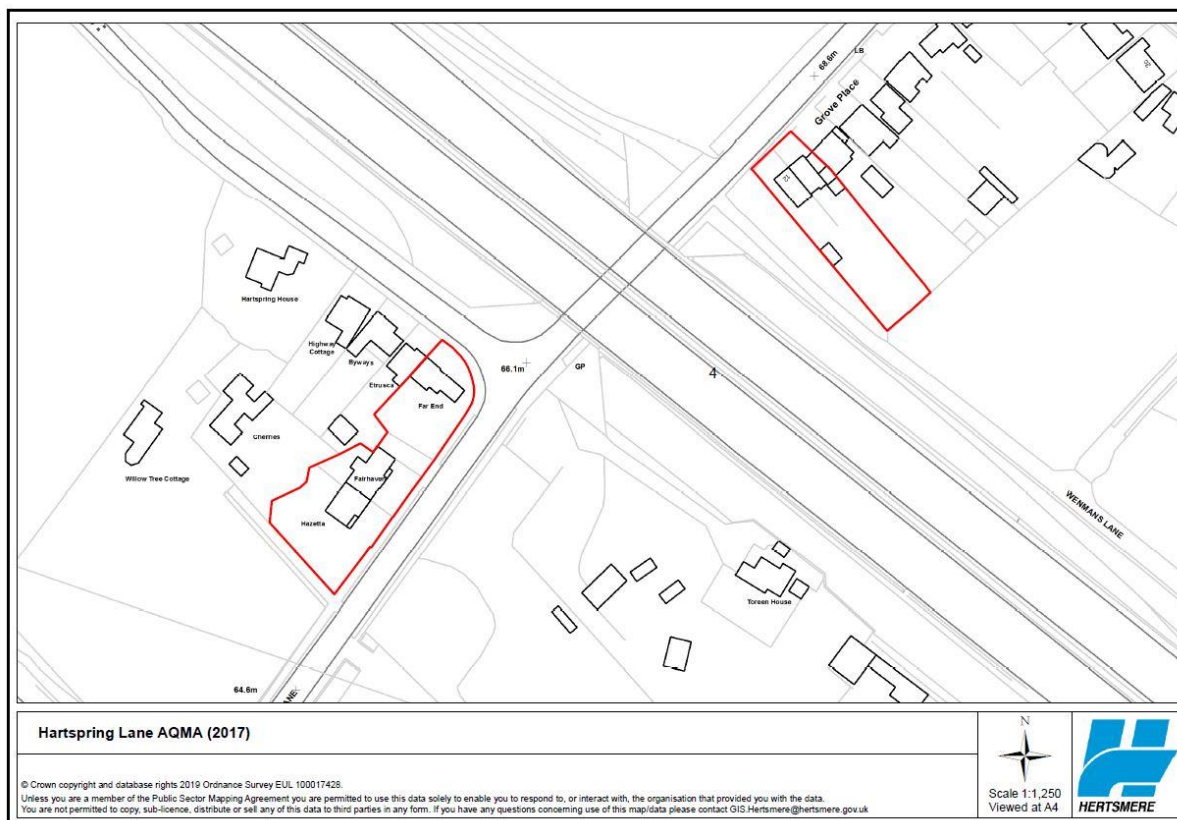 LB
68.6m
Grove Place
26
12
Hartspring House
Highway
Cottage
Byways
Etrusca
66.1m
GP
4
Far End
Cherries
Willow Tree Cottage
Fairhaven
Hazette
WENMANS LANE
Toreen House
64.6m
ANE
Hartspring Lane AQMA (2017)
© Crown copyright and database rights 2019 Ordnance Survey EUL 100017428.
Unless you are a member of the Public Sector Mapping Agreement you are permitted to use this data solely to enable you to respond to, or interact with, the organisation that provided you with the data.
You are not permitted to copy, sub-licence, distribute or sell any of this data to third parties in any form. If you have any questions concerning use of this map/data please contact GIS.Hertsmere@hertsmere.gov.uk
N
Scale 1:1,250
Viewed at A4
HERTSMERE